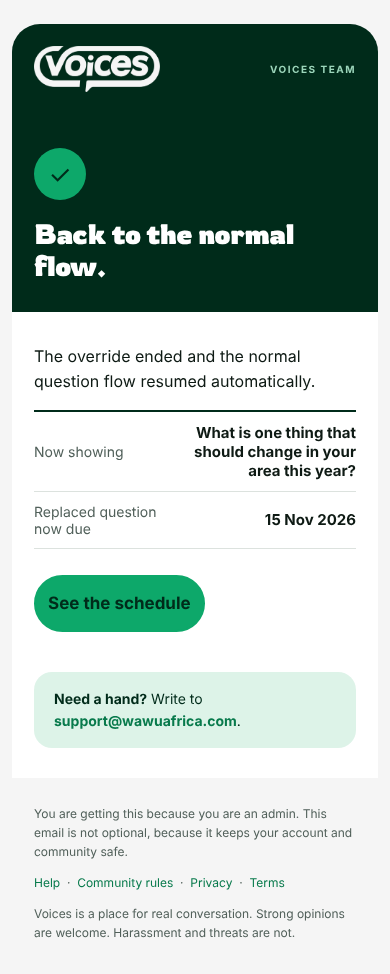 voices
VOICES TEAM
Back to the normal
flow.
The override ended and the normal
question flow resumed automatically.
Now showing
What is one thing that
should change in your
area this year?
Replaced question
now due
15 Nov 2026
See the schedule
Need a hand? Write to
support@wawuafrica.com.
You are getting this because you are an admin. This
email is not optional, because it keeps your account and
community safe.
Help · Community rules · Privacy · Terms
Voices is a place for real conversation. Strong opinions
are welcome. Harassment and threats are not.